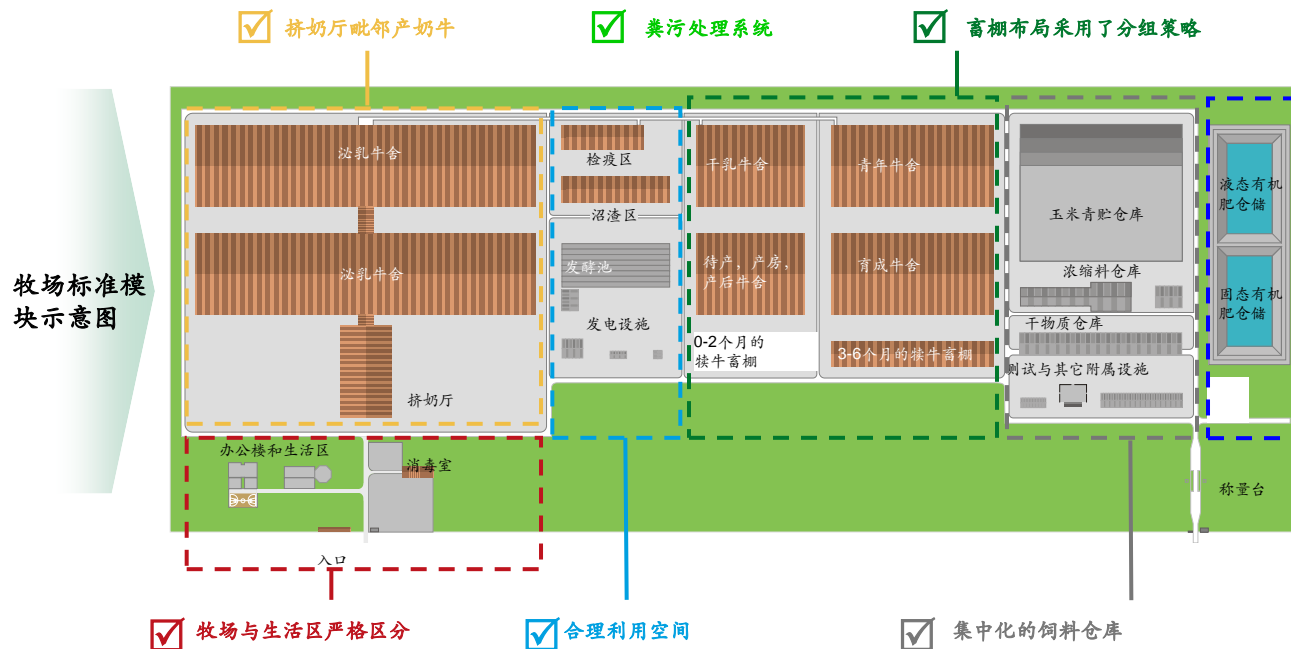 挤奶厅毗邻产奶牛
粪污处理系统
畜棚布局采用了分组策略
牧场标准模
块示意图
泌乳牛舍
泌乳牛舍
挤奶厅
检疫区
沼渣区
发酵池
发电设施
干乳牛舍
待产，产房，
产后牛舍
0-2个月的
犊牛畜棚
青年牛舍
育成牛舍
3-6个月的犊牛畜棚
玉米青贮仓库
浓缩料仓库
干物质仓库
测试与其它附属设施
液态有机
肥仓储
固态有机
肥仓储
办公楼和生活区
消毒室
入口
称量台
牧场与生活区严格区分
合理利用空间
集中化的饲料仓库